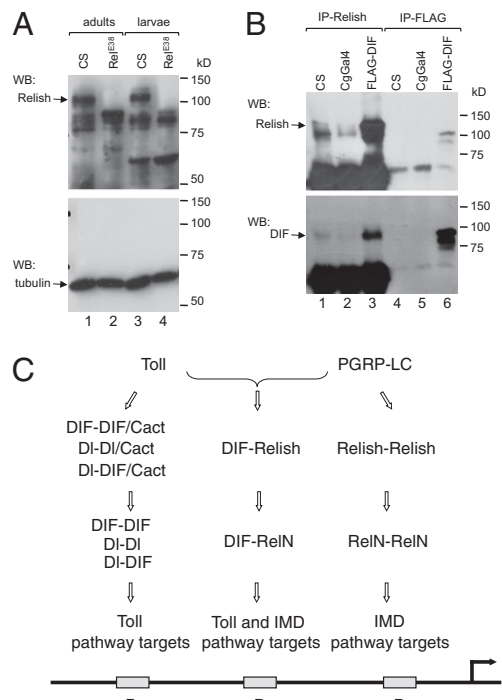 A
adults larvae
CS Rel^E38 CS Rel^E38
kD
WB:
Relish
150
100
75
50
WB:
tubulin
150
100
75
50
1 2 3 4
B
IP-Relish IP-FLAG
CS CgGal4 FLAG-DIF CS CgGal4 FLAG-DIF
kD
WB:
Relish
150
100
75
WB:
DIF
150
100
75
1 2 3 4 5 6
C
Toll PGRP-LC
DIF-DIF/Cact
Dl-Dl/Cact DIF-Relish Relish-Relish
Dl-DIF/Cact
DIF-DIF
Dl-Dl DIF-RelN RelN-RelN
Dl-DIF
Toll Toll and IMD IMD
pathway targets pathway targets pathway targets